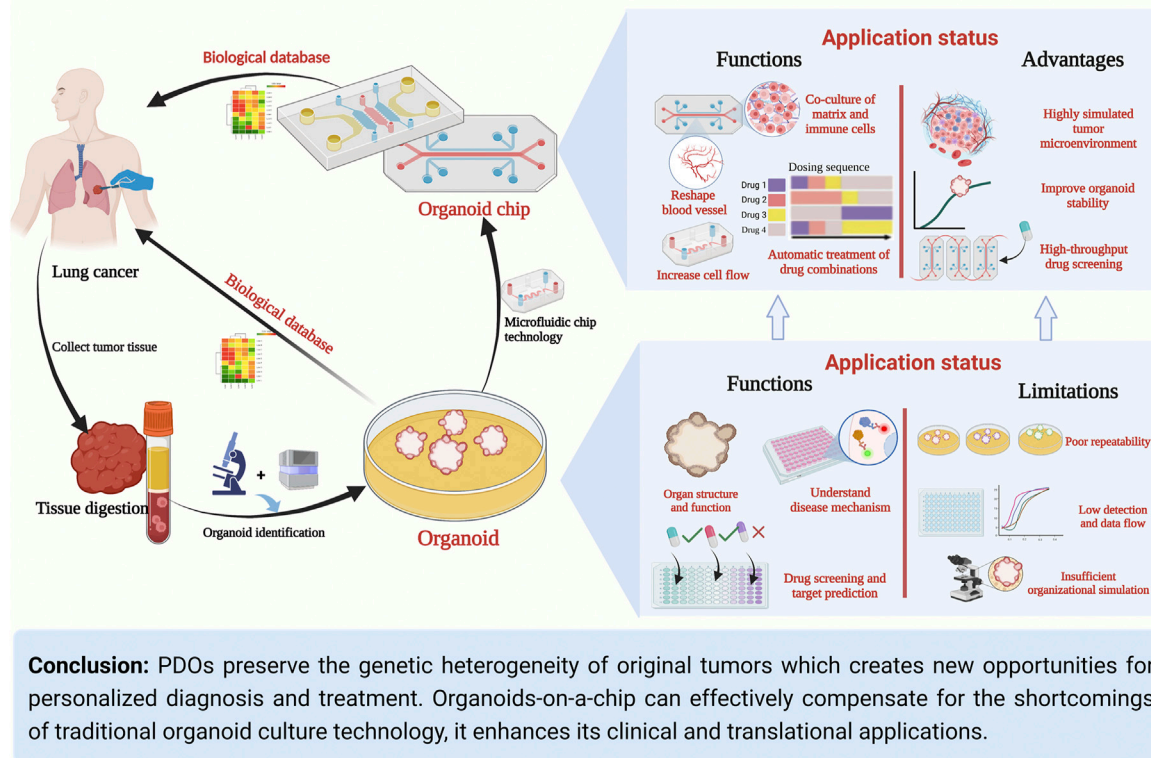 Biological database
Organoid chip
Lung cancer
Biological database
Microfluidic chip
technology
Collect tumor tissue
Tissue digestion
+
Organoid identification
Organoid
Application status
Functions
Advantages
Co-culture of
matrix and
immune cells
Reshape
blood vessel
Increase cell flow
Dosing sequence
Drug 1
Drug 2
Drug 3
Drug 4
Automatic treatment of
drug combinations
Highly simulated
tumor
microenvironment
Improve organoid
stability
High-throughput
drug screening
Application status
Functions
Limitations
Organ structure
and function
Understand
disease mechanism
Drug screening and
target prediction
Poor repeatability
Low detection
and data flow
Insufficient
organizational simulation
Conclusion: PDOs preserve the genetic heterogeneity of original tumors which creates new opportunities for
personalized diagnosis and treatment. Organoids-on-a-chip can effectively compensate for the shortcomings
of traditional organoid culture technology, it enhances its clinical and translational applications.